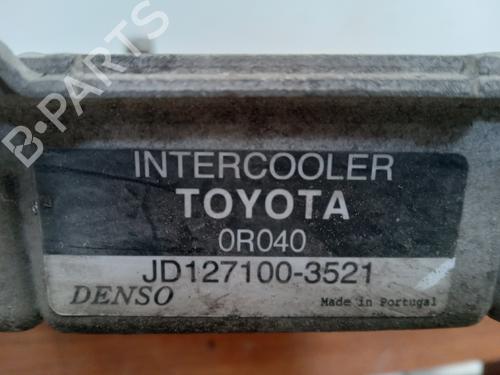 B-PARTS
INTERCOOLER
TOYOTA
0R040
JD127100-3521
DENSO Made in Portugal